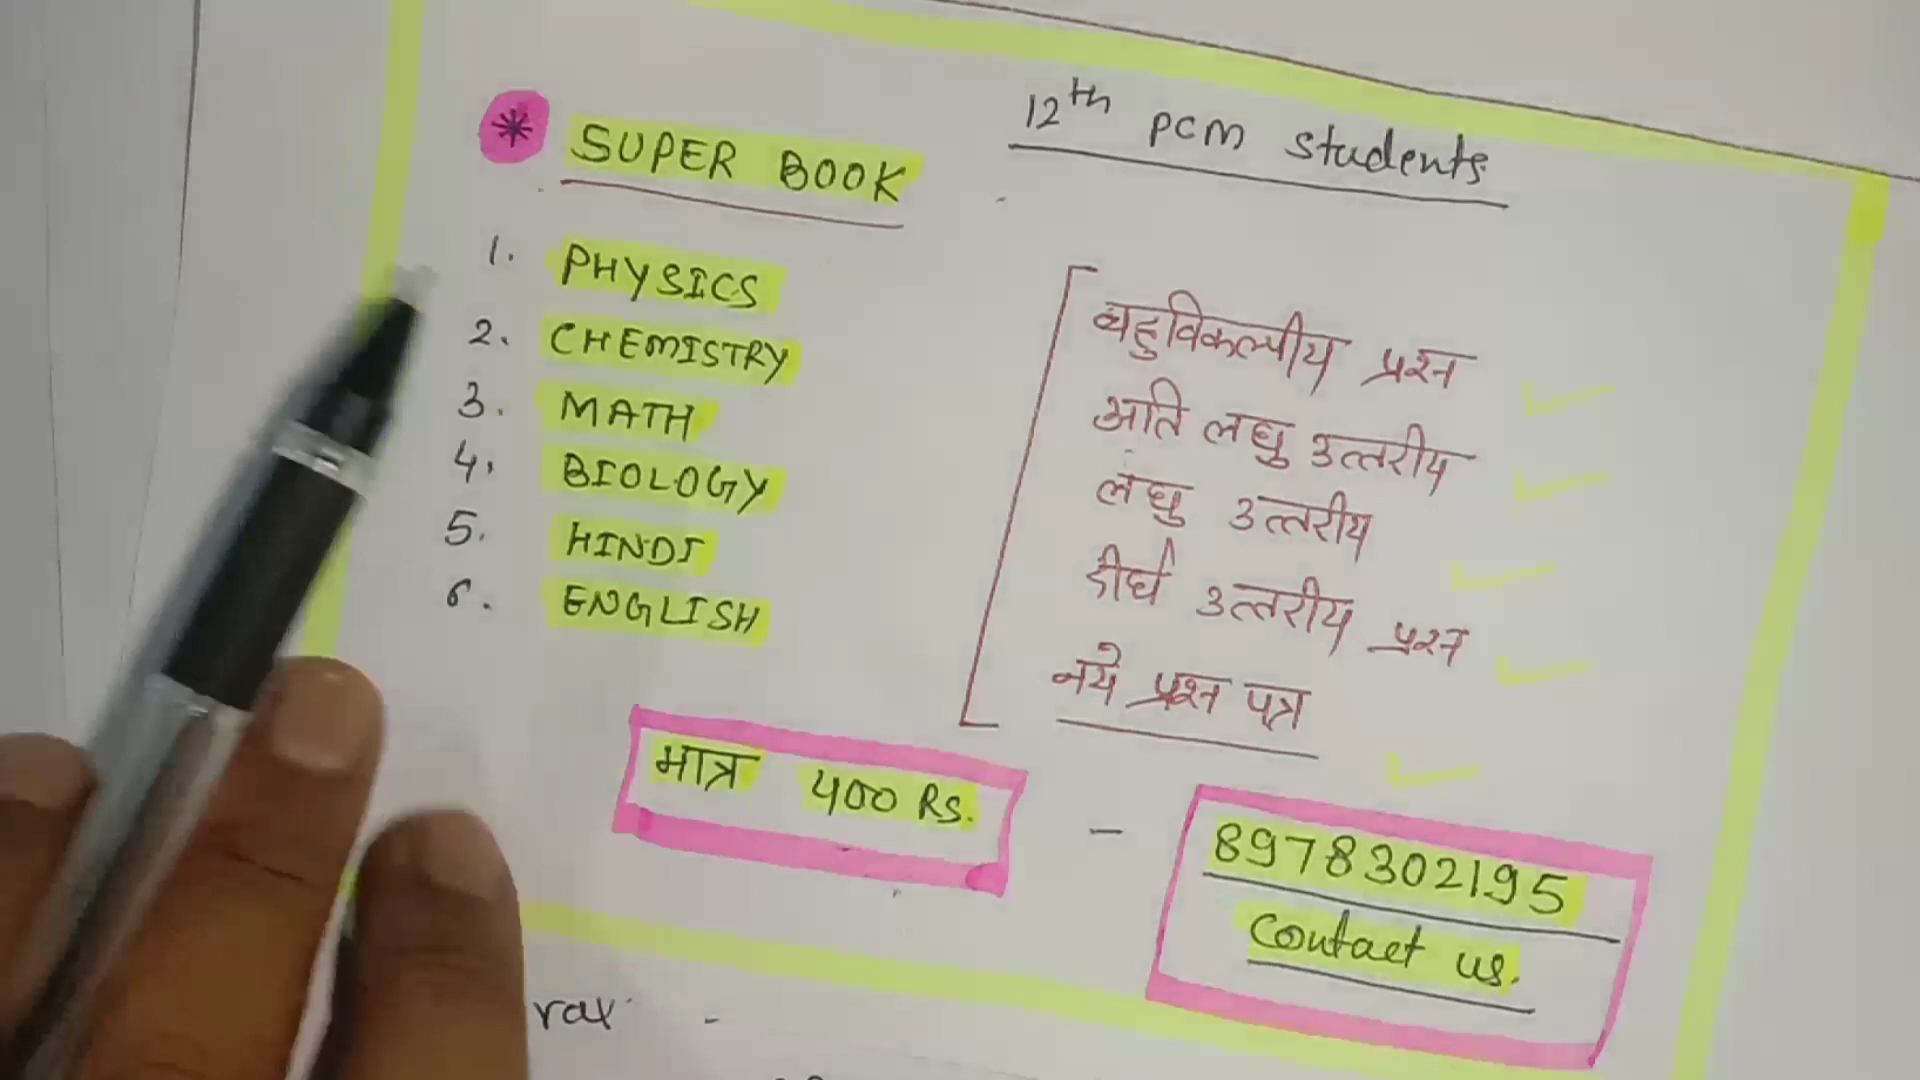 * SUPER BOOK
12th PCM students
1. PHYSICS
2. CHEMISTRY
3. MATH
4. BIOLOGY
5. HINDI
6. ENGLISH
बहुविकल्पीय प्रश्न
अति लघु उत्तरीय
लघु उत्तरीय
दीर्घ उत्तरीय प्रश्न
नये प्रश्न पत्र
मात्र 400 RS.
-
8978302195
Contact us.